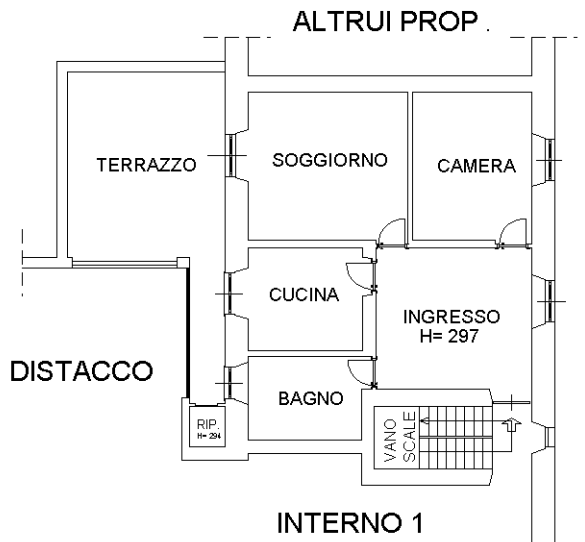 ALTRUI PROP.
TERRAZZO
SOGGIORNO
CAMERA
CUCINA
INGRESSO
H= 297
DISTACCO
BAGNO
RIP.
H= 294
VANO
SCALE
INTERNO 1